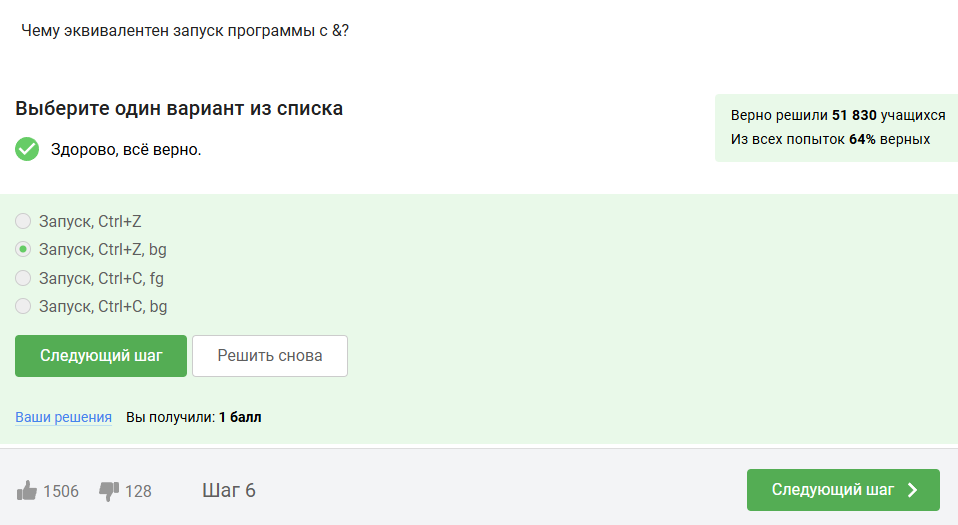 Чему эквивалентен запуск программы с &?
Выберите один вариант из списка
Верно решили 51 830 учащихся
Из всех попыток 64% верных
Здорово, всё верно.
Запуск, Ctrl+Z
Запуск, Ctrl+Z, bg
Запуск, Ctrl+C, fg
Запуск, Ctrl+C, bg
Следующий шаг
Решить снова
Ваши решения Вы получили: 1 балл
1506 128 Шаг 6 Следующий шаг